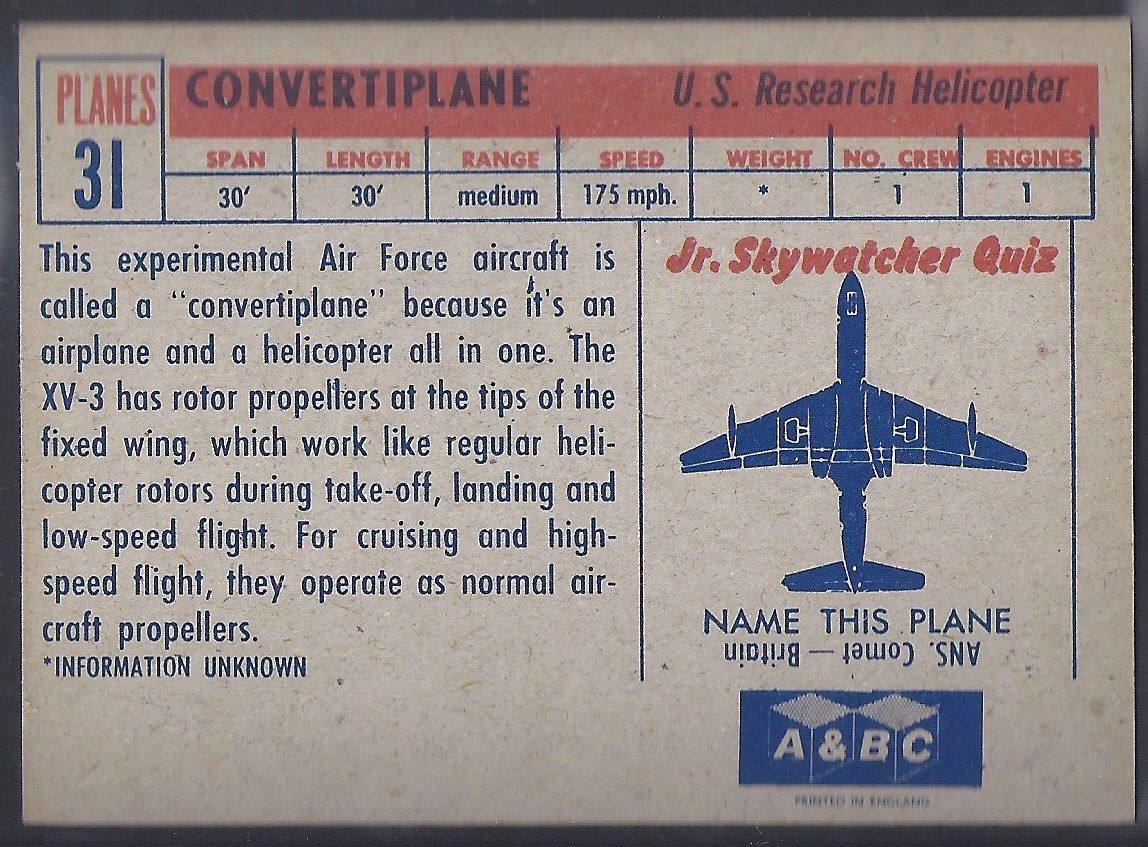 PLANES
31
CONVERTIPLANE U. S. Research Helicopter
SPAN LENGTH RANGE SPEED WEIGHT NO. CREW ENGINES
30′ 30′ medium 175 mph. * 1 1
This experimental Air Force aircraft is
called a “convertiplane” because it's an
airplane and a helicopter all in one. The
XV-3 has rotor propellers at the tips of the
fixed wing, which work like regular heli-
copter rotors during take-off, landing and
low-speed flight. For cruising and high-
speed flight, they operate as normal air-
craft propellers.
*INFORMATION UNKNOWN
Jr. Skywatcher Quiz
NAME THIS PLANE
ANS. Comet — Britain
A & B C
PRINTED IN ENGLAND